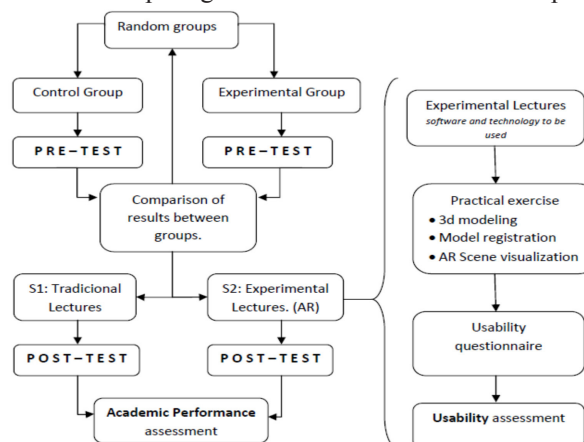 Random groups
Control Group
Experimental Group
PRE–TEST
PRE–TEST
Comparison of
results between
groups.
S1: Tradicional
Lectures
S2: Experimental
Lectures. (AR)
POST–TEST
POST–TEST
Academic Performance
assessment
Experimental Lectures
software and technology to be
used
Practical exercise
• 3d modeling
• Model registration
• AR Scene visualization
Usability
questionnaire
Usability assessment